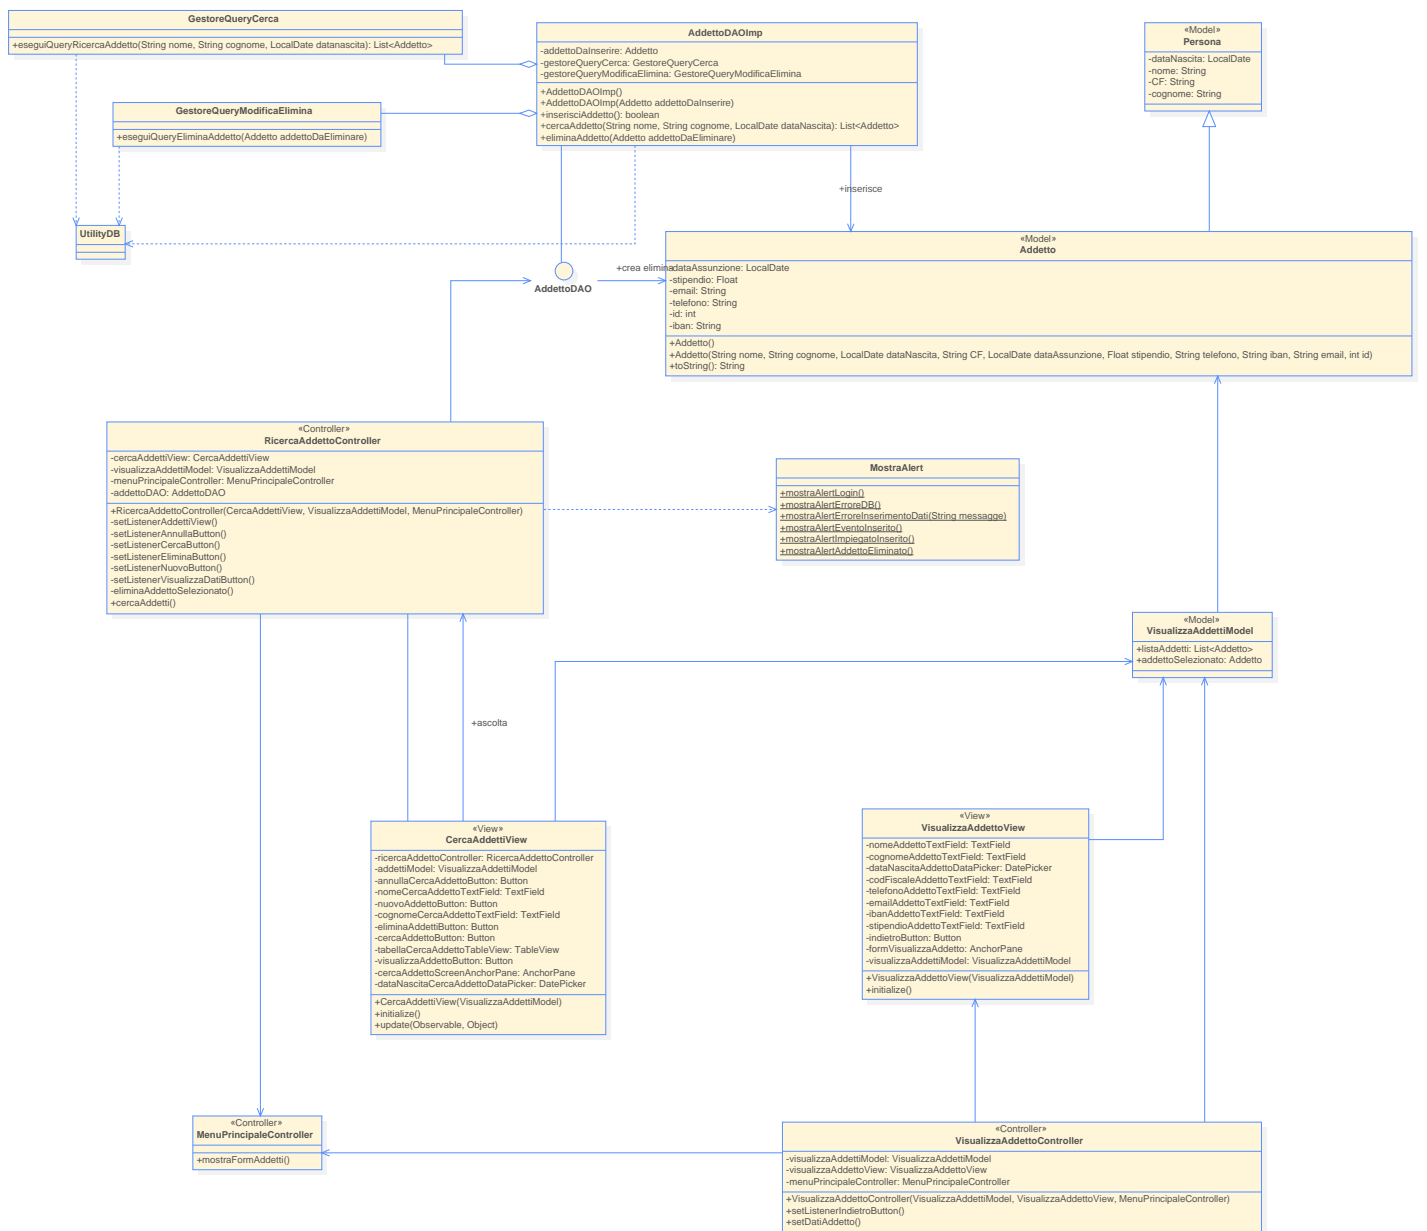 GestoreQueryCerca
+eseguiQueryRicercaAddetto(String nome, String cognome, LocalDate datanascita): List<Addetto>
AddettoDAOImp
-addettoDaInserire: Addetto
-gestoreQueryCerca: GestoreQueryCerca
-gestoreQueryModificaElimina: GestoreQueryModificaElimina
+AddettoDAOImp()
+AddettoDAOImp(Addetto addettoDaInserire)
+inserisciAddetto(): boolean
+cercaAddetto(String nome, String cognome, LocalDate dataNascita): List<Addetto>
+eliminaAddetto(Addetto addettoDaEliminare)
«Model»
Persona
-dataNascita: LocalDate
-nome: String
-CF: String
-cognome: String
GestoreQueryModificaElimina
+eseguiQueryEliminaAddetto(Addetto addettoDaEliminare)
+inserisce
UtilityDB
AddettoDAO
+crea elimina
«Model»
Addetto
-dataAssunzione: LocalDate
-stipendio: Float
-email: String
-telefono: String
-id: int
-iban: String
+Addetto()
+Addetto(String nome, String cognome, LocalDate dataNascita, String CF, LocalDate dataAssunzione, Float stipendio, String telefono, String iban, String email, int id)
+toString(): String
«Controller»
RicercaAddettoController
-cercaAddettiView: CercaAddettiView
-visualizzaAddettiModel: VisualizzaAddettiModel
-menuPrincipaleController: MenuPrincipaleController
-addettoDAO: AddettoDAO
+RicercaAddettoController(CercaAddettiView, VisualizzaAddettiModel, MenuPrincipaleController)
-setListenerAddettiView()
-setListenerAnnullaButton()
-setListenerCercaButton()
-setListenerEliminaButton()
-setListenerNuovoButton()
-setListenerVisualizzaDatiButton()
-eliminaAddettoSelezionato()
+cercaAddetti()
MostraAlert
+mostraAlertLogin()
+mostraAlertErroreDB()
+mostraAlertErroreInserimentoDati(String messagge)
+mostraAlertEventoInserito()
+mostraAlertImpiegatoInserito()
+mostraAlertAddettoEliminato()
«Model»
VisualizzaAddettiModel
+listaAddetti: List<Addetto>
+addettoSelezionato: Addetto
+ascolta
«View»
CercaAddettiView
-ricercaAddettoController: RicercaAddettoController
-addettiModel: VisualizzaAddettiModel
-annullaCercaAddettoButton: Button
-nomeCercaAddettoTextField: TextField
-nuovoAddettoButton: Button
-cognomeCercaAddettoTextField: TextField
-eliminaAddettiButton: Button
-cercaAddettoButton: Button
-tabellaCercaAddettoTableView: TableView
-visualizzaAddettoButton: Button
-cercaAddettoScreenAnchorPane: AnchorPane
-dataNascitaCercaAddettoDataPicker: DatePicker
+CercaAddettiView(VisualizzaAddettiModel)
+initialize()
+update(Observable, Object)
«View»
VisualizzaAddettoView
-nomeAddettoTextField: TextField
-cognomeAddettoTextField: TextField
-dataNascitaAddettoDataPicker: DatePicker
-codFiscaleAddettoTextField: TextField
-telefonoAddettoTextField: TextField
-emailAddettoTextField: TextField
-ibanAddettoTextField: TextField
-stipendioAddettoTextField: TextField
-indietroButton: Button
-formVisualizzaAddetto: AnchorPane
-visualizzaAddettiModel: VisualizzaAddettiModel
+VisualizzaAddettoView(VisualizzaAddettiModel)
+initialize()
«Controller»
MenuPrincipaleController
+mostraFormAddetti()
«Controller»
VisualizzaAddettoController
-visualizzaAddettiModel: VisualizzaAddettiModel
-visualizzaAddettoView: VisualizzaAddettoView
-menuPrincipaleController: MenuPrincipaleController
+VisualizzaAddettoController(VisualizzaAddettiModel, VisualizzaAddettoView, MenuPrincipaleController)
+setListenerIndietroButton()
+setDatiAddetto()